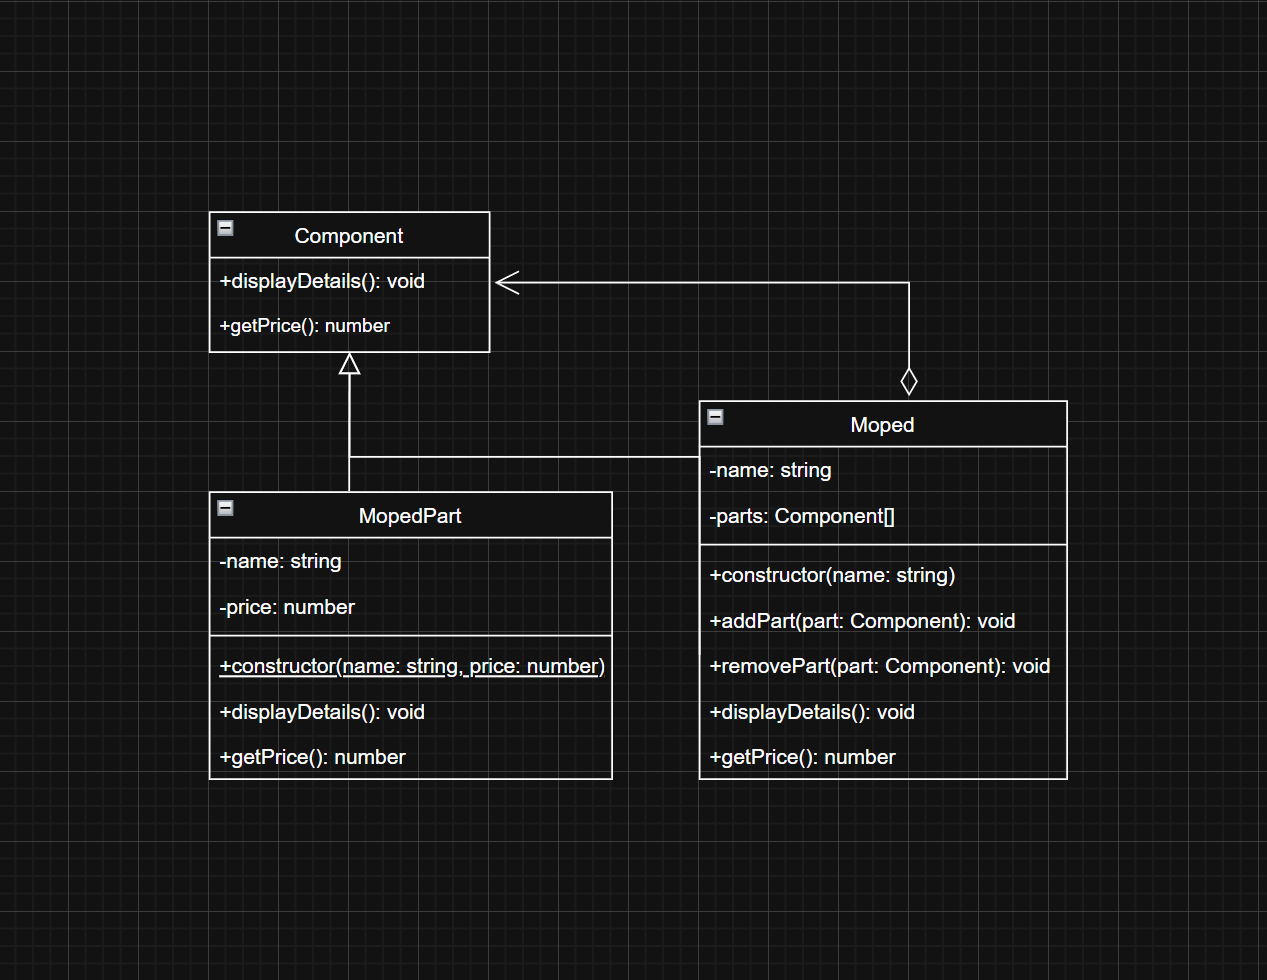 Component
+displayDetails(): void
+getPrice(): number
Moped
-name: string
-parts: Component[]
+constructor(name: string)
+addPart(part: Component): void
+removePart(part: Component): void
+displayDetails(): void
+getPrice(): number
MopedPart
-name: string
-price: number
+constructor(name: string, price: number)
+displayDetails(): void
+getPrice(): number